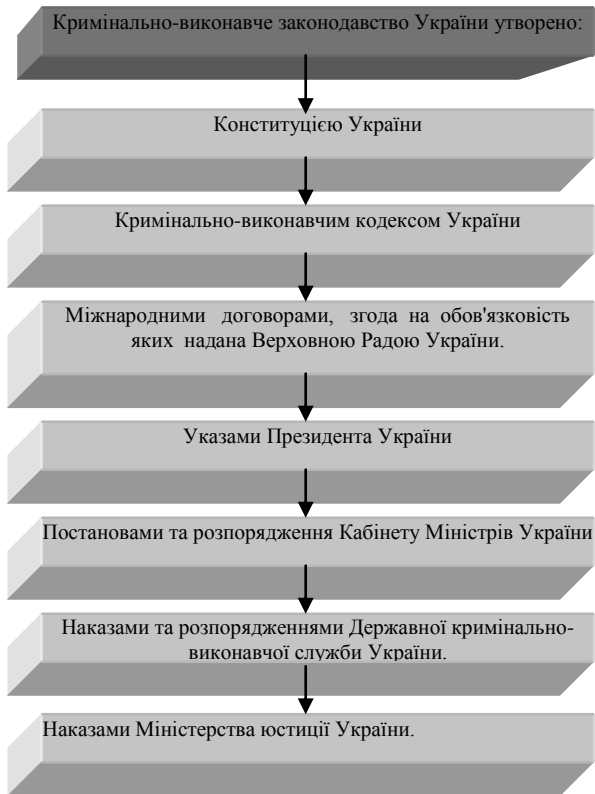 Кримінально-виконавче законодавство України утворено:
Конституцією України
Кримінально-виконавчим кодексом України
Міжнародними договорами, згода на обов'язковість
яких надана Верховною Радою України.
Указами Президента України
Постановами та розпорядження Кабінету Міністрів України
Наказами та розпорядженнями Державної кримінально-
виконавчої служби України.
Наказами Міністерства юстиції України.